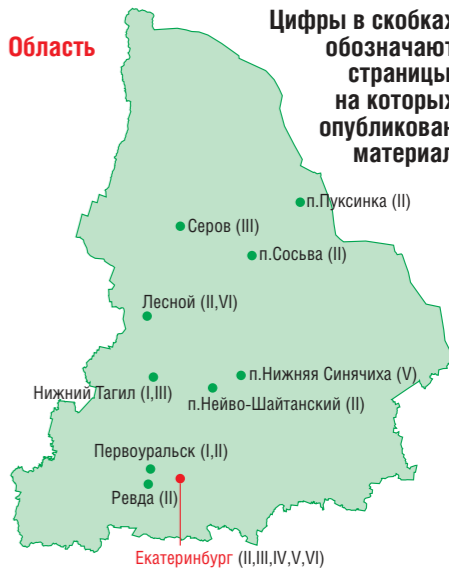 Область
Цифры в скобках
обозначают
страницы,
на которых
опубликован
материал
п.Пуксинка (II)
Серов (III)
п.Сосьва (II)
Лесной (II,VI)
п.Нижняя Синячиха (V)
Нижний Тагил (I,III)
п.Нейво-Шайтанский (II)
Первоуральск (I,II)
Ревда (II)
Екатеринбург (II,III,IV,V,VI)